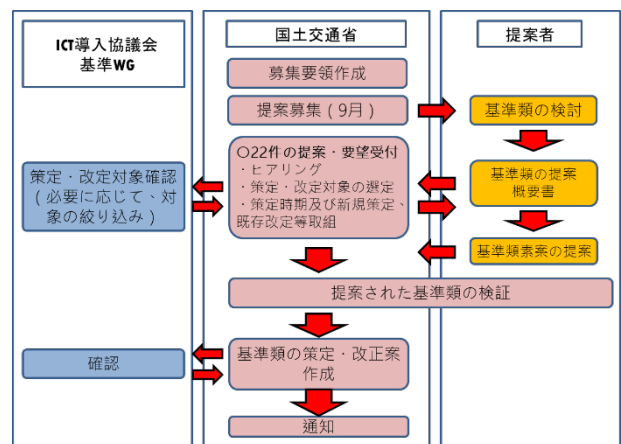 ICT導入協議会
基準WG
国土交通省
提案者
募集要領作成
提案募集(9月)
基準類の検討
〇22件の提案・要望受付
・ヒアリング
・策定・改定対象の選定
・策定時期及び新規策定、
既存改定等取組
策定・改定対象確認
(必要に応じて、対
象の絞り込み)
基準類の提案
概要書
基準類素案の提案
提案された基準類の検証
基準類の策定・改正案
作成
確認
通知